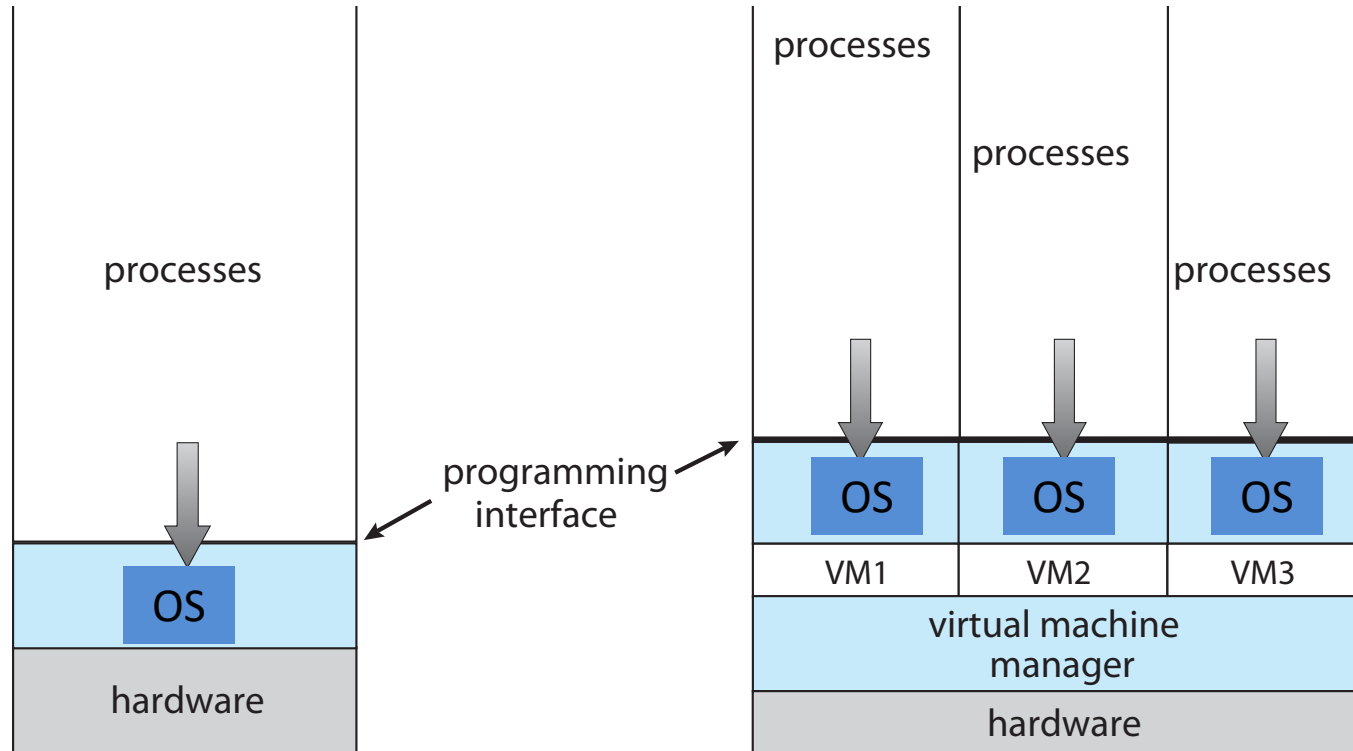 processes
OS
hardware
programming
interface
processes
processes
processes
OS
OS
OS
VM1
VM2
VM3
virtual machine
manager
hardware